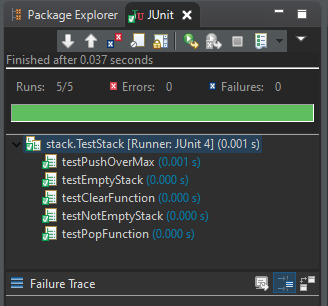 Package Explorer JUnit
Finished after 0.037 seconds
Runs: 5/5 Errors: 0 Failures: 0
stack.TestStack [Runner: JUnit 4] (0.001 s)
testPushOverMax (0.001 s)
testEmptyStack (0.000 s)
testClearFunction (0.000 s)
testNotEmptyStack (0.000 s)
testPopFunction (0.000 s)
Failure Trace